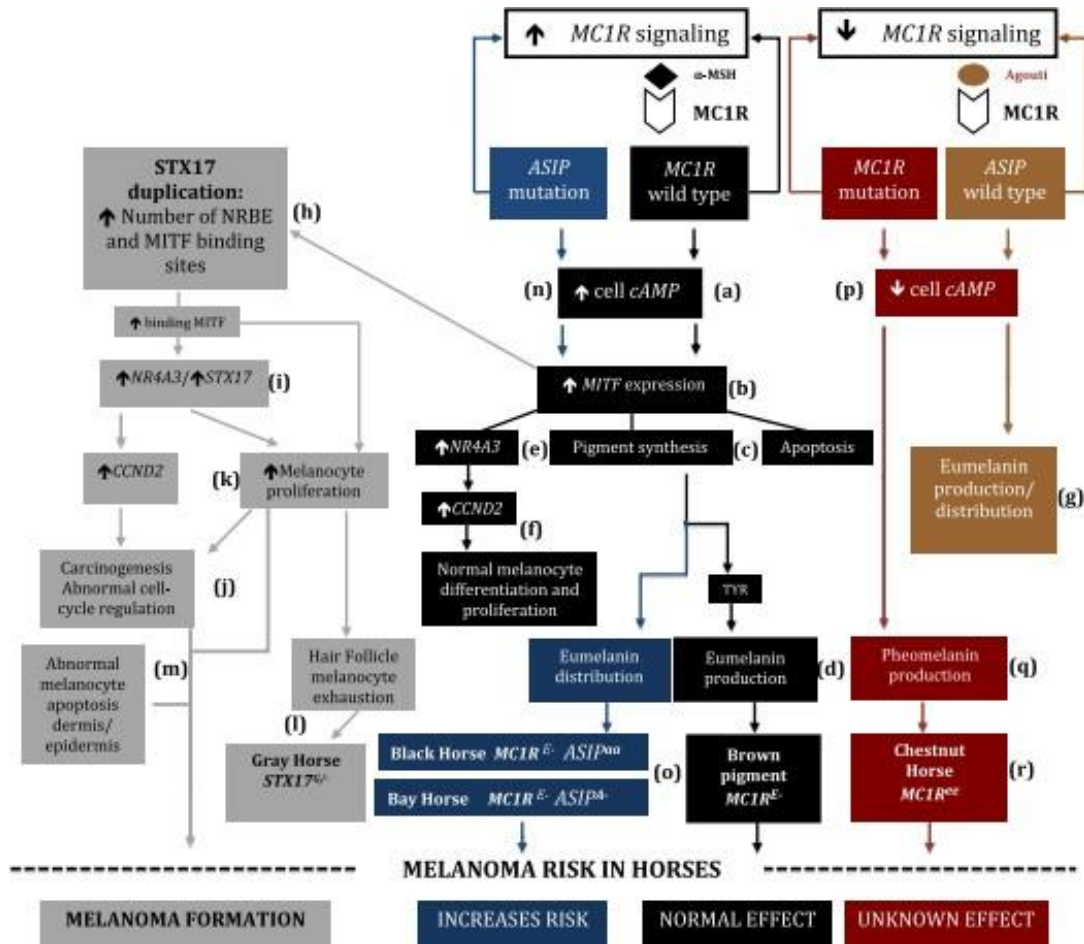 ↑ MC1R signaling
↓ MC1R signaling
α-MSH
MC1R
Agouti
MC1R
STX17
duplication:
↑ Number of NRBE
and MITF binding
sites
(h)
ASIP
mutation
MC1R
wild type
MC1R
mutation
ASIP
wild type
(n)
↑ cell cAMP
(a)
(p)
↓ cell cAMP
↑ binding MITF
↑NR4A3/↑STX17
(i)
↑ MITF expression
(b)
↑NR4A3
(e)
Pigment synthesis
(c)
Apoptosis
↑CCND2
(k)
↑Melanocyte
proliferation
Eumelanin
production/
distribution
(g)
↑CCND2
(f)
Carcinogenesis
Abnormal cell-
cycle regulation
(j)
Normal melanocyte
differentiation and
proliferation
TYR
Abnormal
melanocyte
apoptosis
dermis/
epidermis
(m)
Hair Follicle
melanocyte
exhaustion
Eumelanin
distribution
Eumelanin
production
(d)
Pheomelanin
production
(q)
(l)
Gray Horse
Black Horse MC1R E- ASIPaa
Bay Horse MC1R E- ASIPA-
(o)
Brown
pigment
MC1RE-
Chestnut
Horse
MC1Ree
(r)
MELANOMA RISK IN HORSES
MELANOMA FORMATION
INCREASES RISK
NORMAL EFFECT
UNKNOWN EFFECT